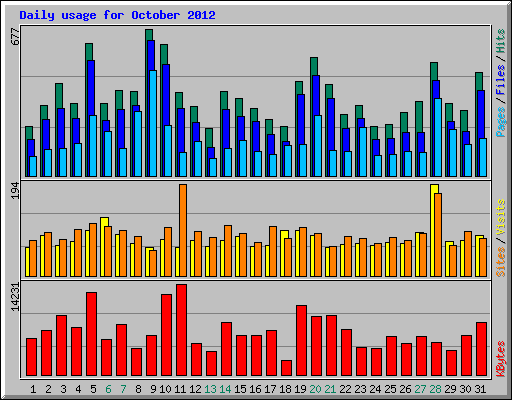 Daily usage for October 2012
677
Pages / Files / Hits
194
Sites / Visits
14231
KBytes
1 2 3 4 5 6 7 8 9 10 11 12 13 14 15 16 17 18 19 20 21 22 23 24 25 26 27 28 29 30 31